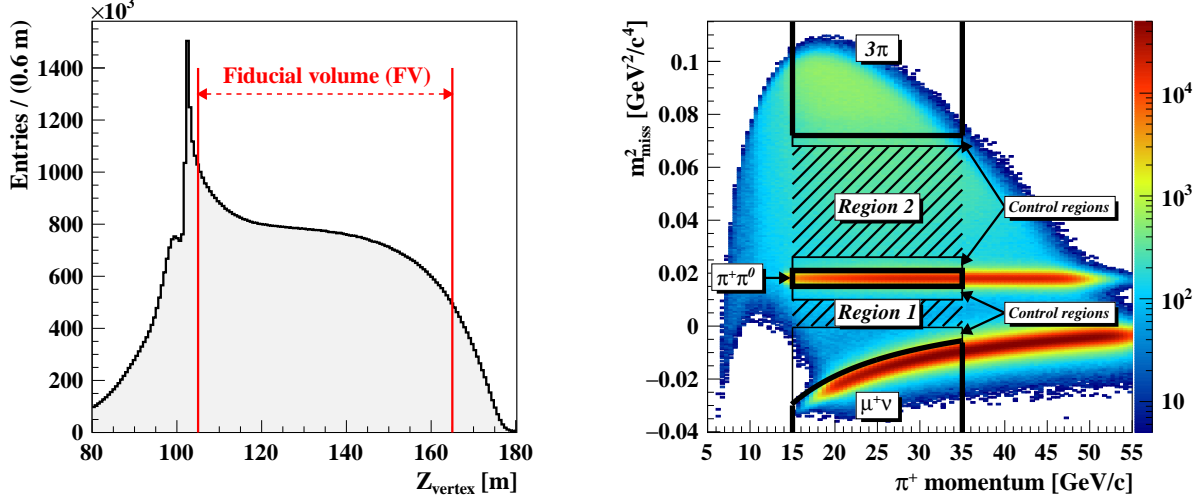 ×10³
Entries / (0.6 m)
1400
1200
1000
800
600
400
200
0
Fiducial volume (FV)
80 100 120 140 160 180
Z_vertex [m]
m²_miss [GeV²/c⁴]
0.1
0.08
0.06
0.04
0.02
0
−0.02
−0.04
3π
Region 2
Control regions
π⁺π⁰
Region 1
Control regions
μ⁺ν
5 10 15 20 25 30 35 40 45 50 55
π⁺ momentum [GeV/c]
10⁴
10³
10²
10